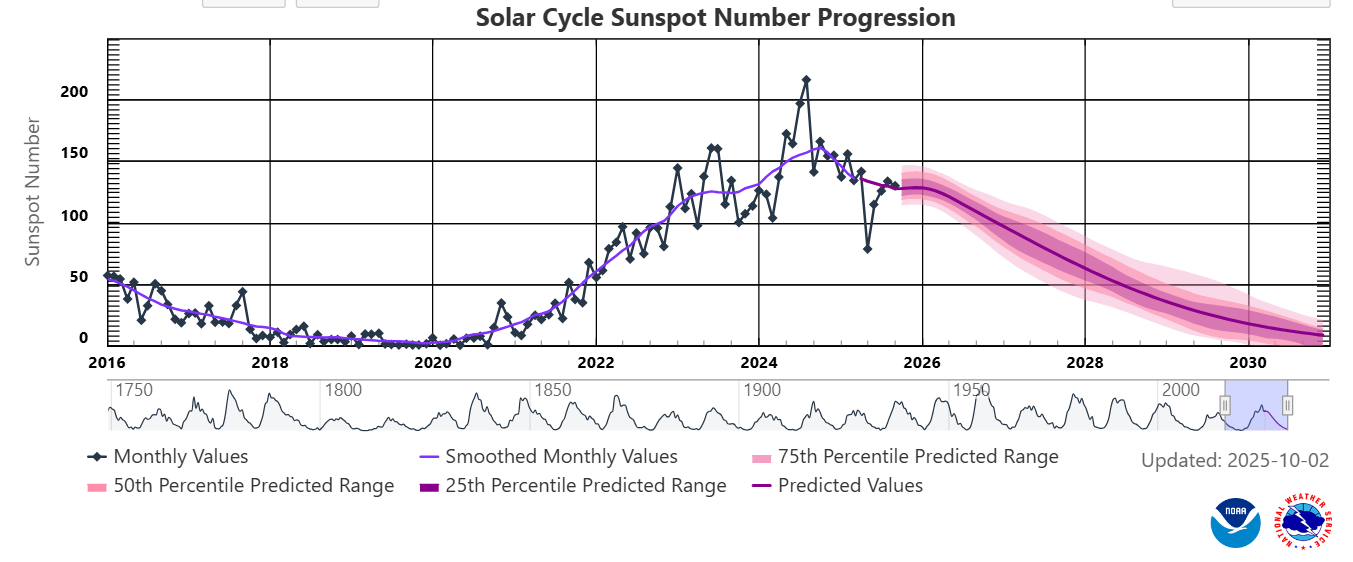 Solar Cycle Sunspot Number Progression
Sunspot Number
200
150
100
50
0
2016 2018 2020 2022 2024 2026 2028 2030
1750 1800 1850 1900 1950 2000
Monthly Values Smoothed Monthly Values 75th Percentile Predicted Range
50th Percentile Predicted Range 25th Percentile Predicted Range Predicted Values
Updated: 2025-10-02
NOAA
NATIONAL WEATHER SERVICE